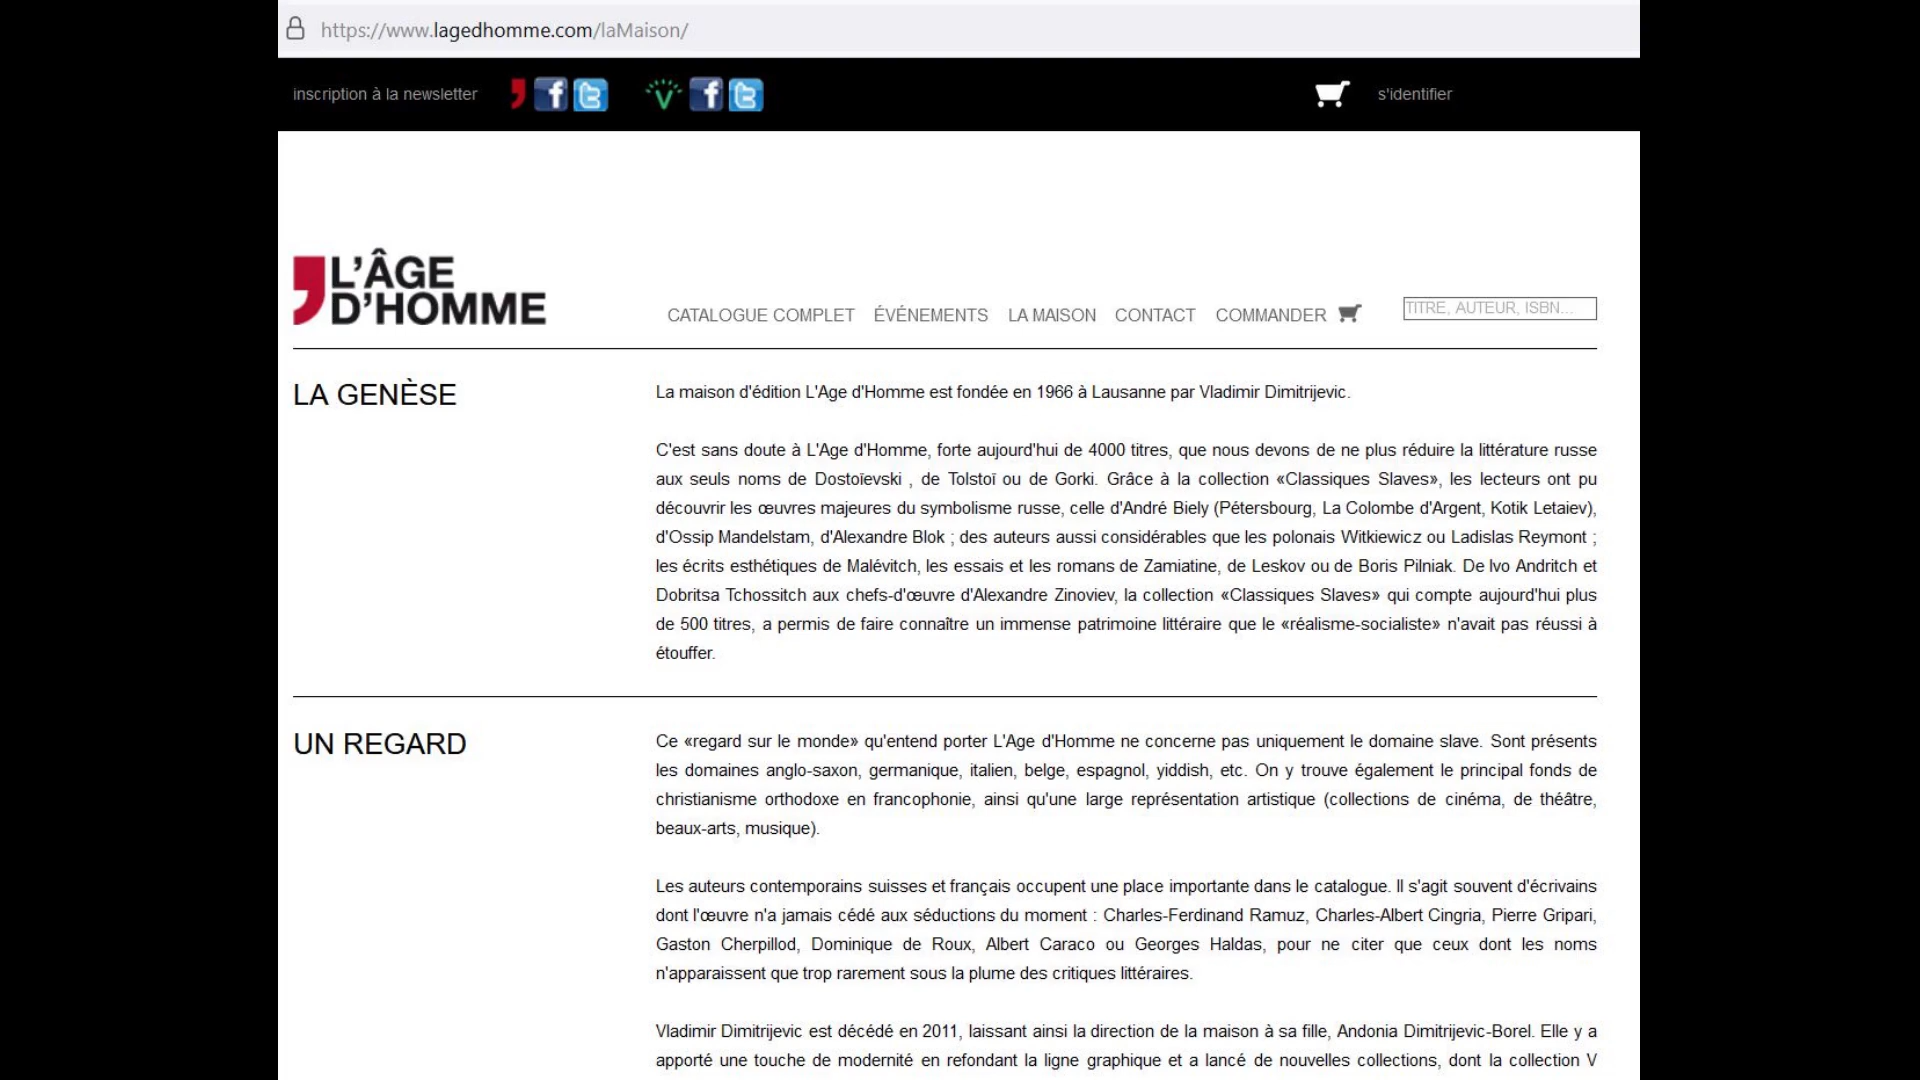 https://www.lagedhomme.com/laMaison/
inscription à la newsletter
s'identifier
L'ÂGE
D'HOMME
CATALOGUE COMPLET ÉVÉNEMENTS LA MAISON CONTACT COMMANDER
TITRE, AUTEUR, ISBN...
LA GENÈSE
La maison d'édition L'Age d'Homme est fondée en 1966 à Lausanne par Vladimir Dimitrijevic.
C'est sans doute à L'Age d'Homme, forte aujourd'hui de 4000 titres, que nous devons de ne plus réduire la littérature russe
aux seuls noms de Dostoïevski , de Tolstoï ou de Gorki. Grâce à la collection «Classiques Slaves», les lecteurs ont pu
découvrir les œuvres majeures du symbolisme russe, celle d'André Biely (Pétersbourg, La Colombe d'Argent, Kotik Letaiev),
d'Ossip Mandelstam, d'Alexandre Blok ; des auteurs aussi considérables que les polonais Witkiewicz ou Ladislas Reymont ;
les écrits esthétiques de Malévitch, les essais et les romans de Zamiatine, de Leskov ou de Boris Pilniak. De Ivo Andritch et
Dobritsa Tchossitch aux chefs-d'œuvre d'Alexandre Zinoviev, la collection «Classiques Slaves» qui compte aujourd'hui plus
de 500 titres, a permis de faire connaître un immense patrimoine littéraire que le «réalisme-socialiste» n'avait pas réussi à
étouffer.
UN REGARD
Ce «regard sur le monde» qu'entend porter L'Age d'Homme ne concerne pas uniquement le domaine slave. Sont présents
les domaines anglo-saxon, germanique, italien, belge, espagnol, yiddish, etc. On y trouve également le principal fonds de
christianisme orthodoxe en francophonie, ainsi qu'une large représentation artistique (collections de cinéma, de théâtre,
beaux-arts, musique).
Les auteurs contemporains suisses et français occupent une place importante dans le catalogue. Il s'agit souvent d'écrivains
dont l'œuvre n'a jamais cédé aux séductions du moment : Charles-Ferdinand Ramuz, Charles-Albert Cingria, Pierre Gripari,
Gaston Cherpillod, Dominique de Roux, Albert Caraco ou Georges Haldas, pour ne citer que ceux dont les noms
n'apparaissent que trop rarement sous la plume des critiques littéraires.
Vladimir Dimitrijevic est décédé en 2011, laissant ainsi la direction de la maison à sa fille, Andonia Dimitrijevic-Borel. Elle y a
apporté une touche de modernité en refondant la ligne graphique et a lancé de nouvelles collections, dont la collection V